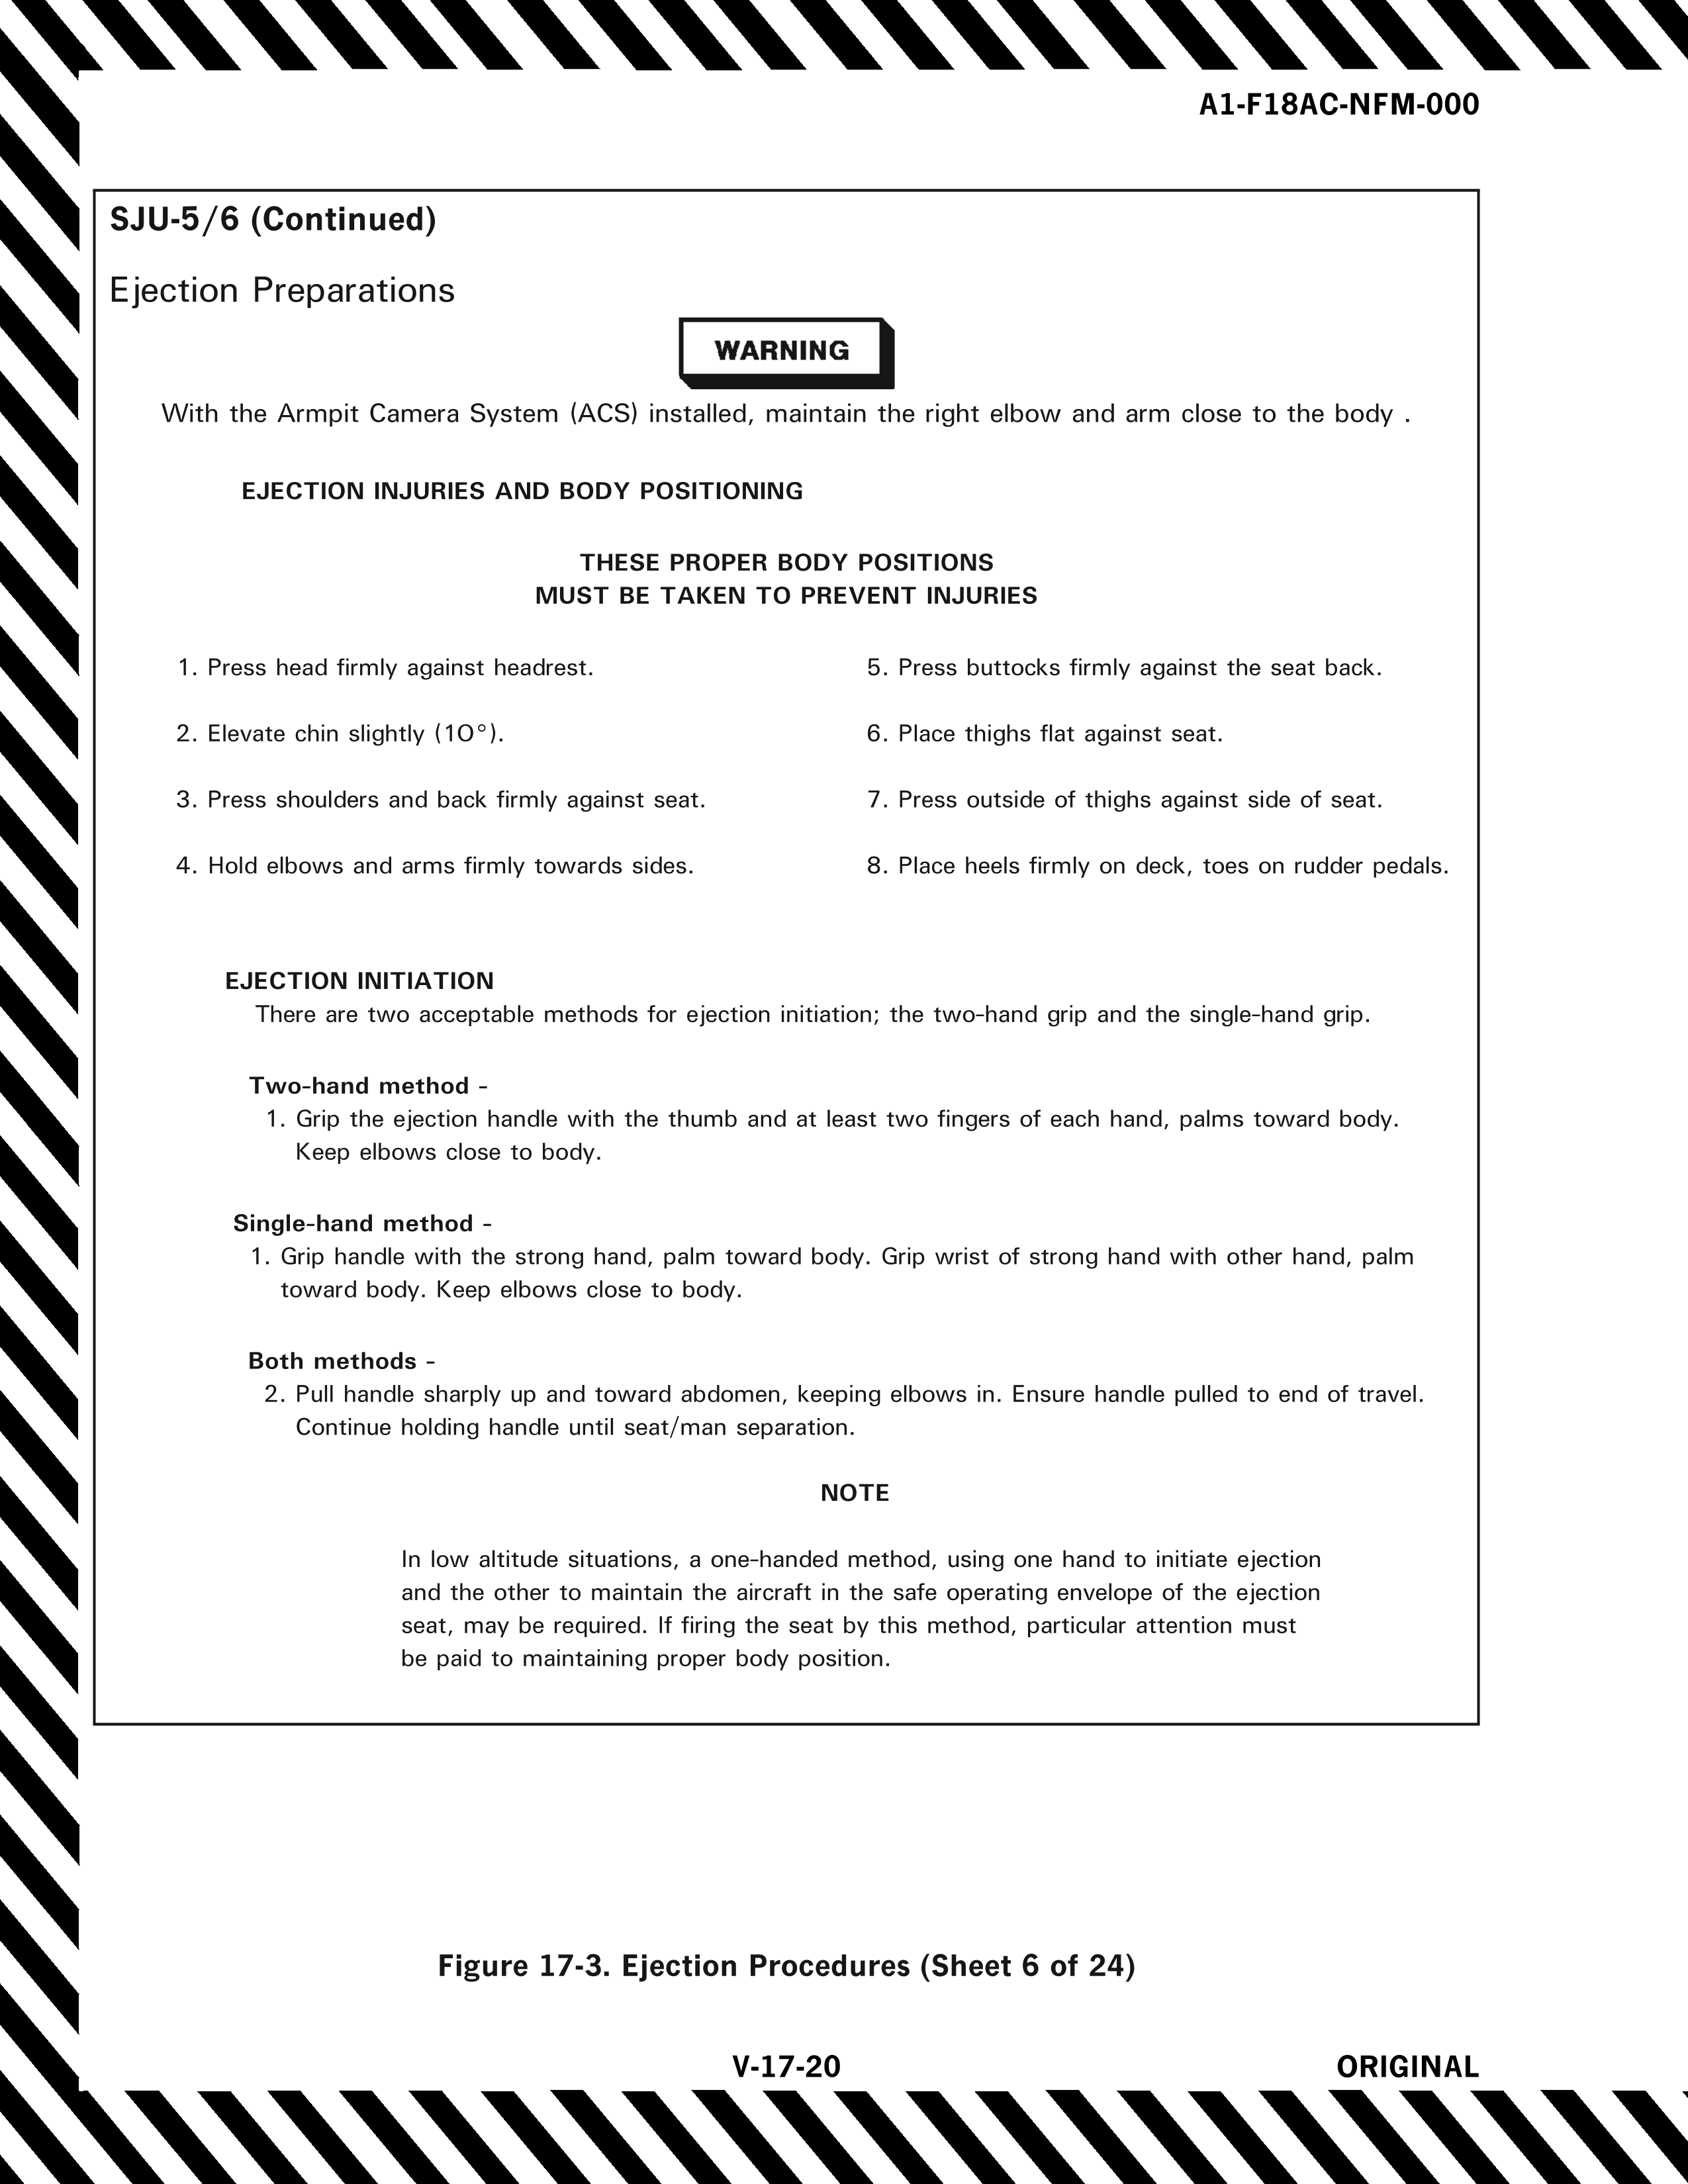 A1-F18AC-NFM-000
SJU-5/6 (Continued)
Ejection Preparations
WARNING
With the Armpit Camera System (ACS) installed, maintain the right elbow and arm close to the body .
EJECTION INJURIES AND BODY POSITIONING
THESE PROPER BODY POSITIONS
MUST BE TAKEN TO PREVENT INJURIES
1. Press head firmly against headrest.
2. Elevate chin slightly (10°).
3. Press shoulders and back firmly against seat.
4. Hold elbows and arms firmly towards sides.
5. Press buttocks firmly against the seat back.
6. Place thighs flat against seat.
7. Press outside of thighs against side of seat.
8. Place heels firmly on deck, toes on rudder pedals.
EJECTION INITIATION
There are two acceptable methods for ejection initiation; the two-hand grip and the single-hand grip.
Two-hand method -
1. Grip the ejection handle with the thumb and at least two fingers of each hand, palms toward body.
Keep elbows close to body.
Single-hand method -
1. Grip handle with the strong hand, palm toward body. Grip wrist of strong hand with other hand, palm
toward body. Keep elbows close to body.
Both methods -
2. Pull handle sharply up and toward abdomen, keeping elbows in. Ensure handle pulled to end of travel.
Continue holding handle until seat/man separation.
NOTE
In low altitude situations, a one-handed method, using one hand to initiate ejection
and the other to maintain the aircraft in the safe operating envelope of the ejection
seat, may be required. If firing the seat by this method, particular attention must
be paid to maintaining proper body position.
Figure 17-3. Ejection Procedures (Sheet 6 of 24)
V-17-20
ORIGINAL